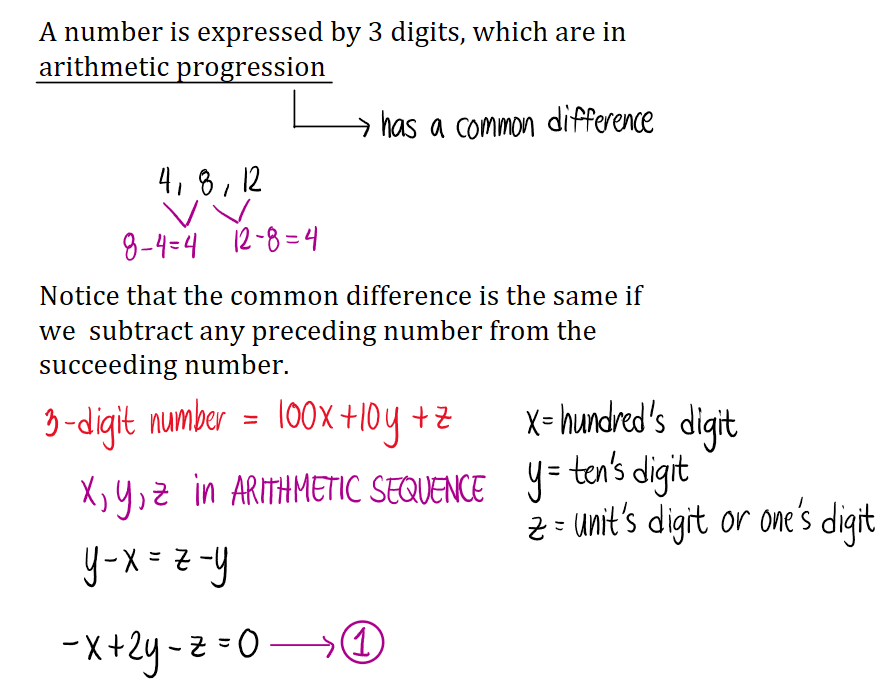 A number is expressed by 3 digits, which are in
arithmetic progression
has a common difference
4, 8, 12
8-4=4 12-8=4
Notice that the common difference is the same if
we subtract any preceding number from the
succeeding number.
3-digit number = 100x+10y+z
x, y, z in ARITHMETIC SEQUENCE
y-x=z-y
-x+2y-z=0 → ①
x=hundred's digit
y=ten's digit
z=unit's digit or one's digit